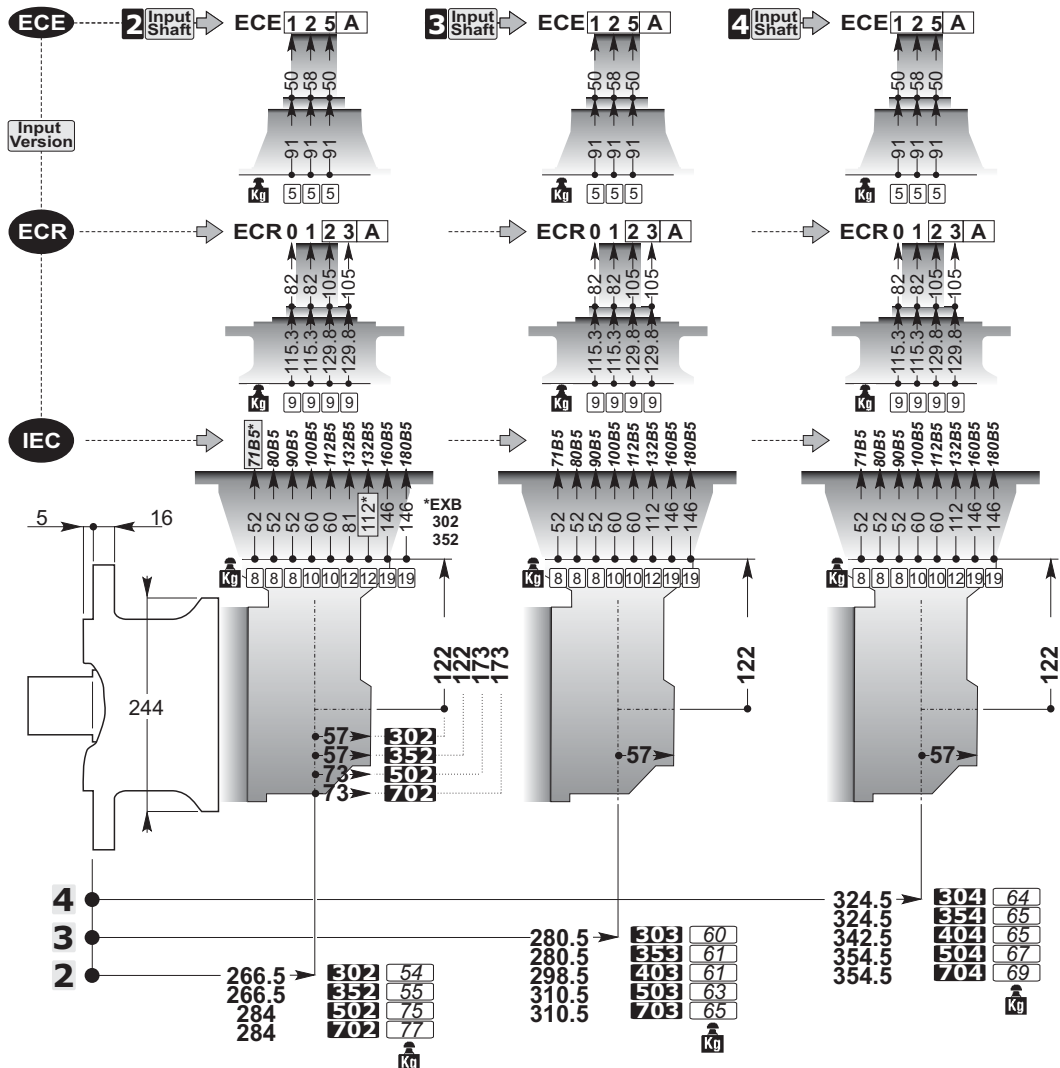 ECE 2 Input Shaft ECE 1 2 5 A 3 Input Shaft ECE 1 2 5 A 4 Input Shaft ECE 1 2 5 A
50 58 50 50 58 50 50 58 50
Input Version
91 91 91 91 91 91 91 91 91
Kg 5 5 5 Kg 5 5 5 Kg 5 5 5
ECR ECR 0 1 2 3 A ECR 0 1 2 3 A ECR 0 1 2 3 A
82 82 105 105 82 82 105 105 82 82 105 105
115.3 115.3 129.8 129.8 115.3 115.3 129.8 129.8 115.3 115.3 129.8 129.8
Kg 9 9 9 9 Kg 9 9 9 9 Kg 9 9 9 9
IEC 71B5* 80B5 90B5 100B5 112B5 132B5 132B5 160B5 180B5 71B5 80B5 90B5 100B5 112B5 132B5 160B5 180B5 71B5 80B5 90B5 100B5 112B5 132B5 160B5 180B5
5 16 52 52 52 60 60 81 112* 146 146 *EXB 52 52 52 60 60 112 146 146 52 52 52 60 60 112 146 146
302
352
Kg 8 8 8 10 10 12 12 19 19 Kg 8 8 8 10 10 12 19 19 Kg 8 8 8 10 10 12 19 19
122 122 173 173 122 122
244
57 302
57 352 57 57
73 502
73 702
4 324.5 304 64
324.5 354 65
342.5 404 65
354.5 504 67
354.5 704 69
Kg
3 280.5 303 60
280.5 353 61
298.5 403 61
310.5 503 63
310.5 703 65
Kg
2 266.5 302 54
266.5 352 55
284 502 75
284 702 77
Kg